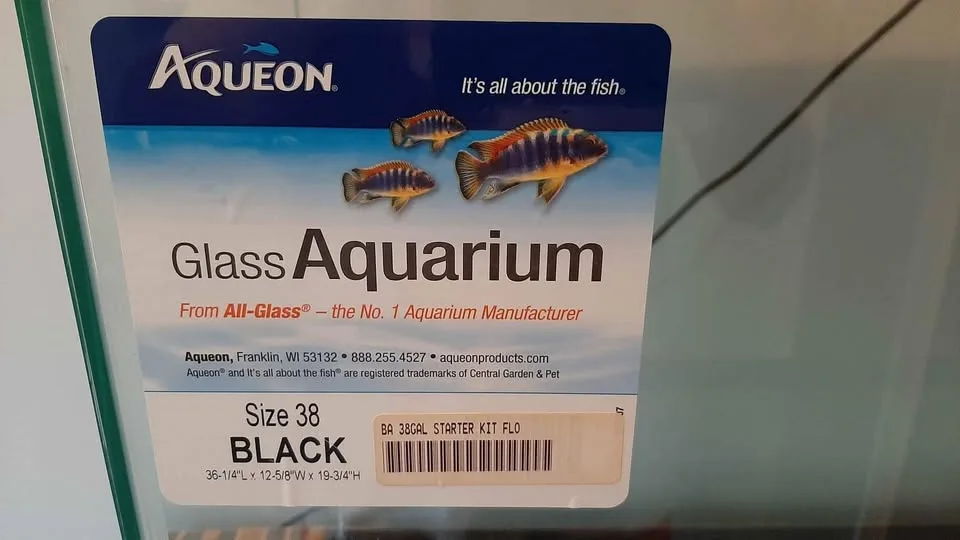 AQUEON®
It's all about the fish®
Glass Aquarium
From All-Glass® – the No. 1 Aquarium Manufacturer
Aqueon, Franklin, WI 53132 • 888.255.4527 • aqueonproducts.com
Aqueon® and It's all about the fish® are registered trademarks of Central Garden & Pet
Size 38
BLACK
36-1/4"L x 12-5/8"W x 19-3/4"H
BA 38GAL STARTER KIT FLO